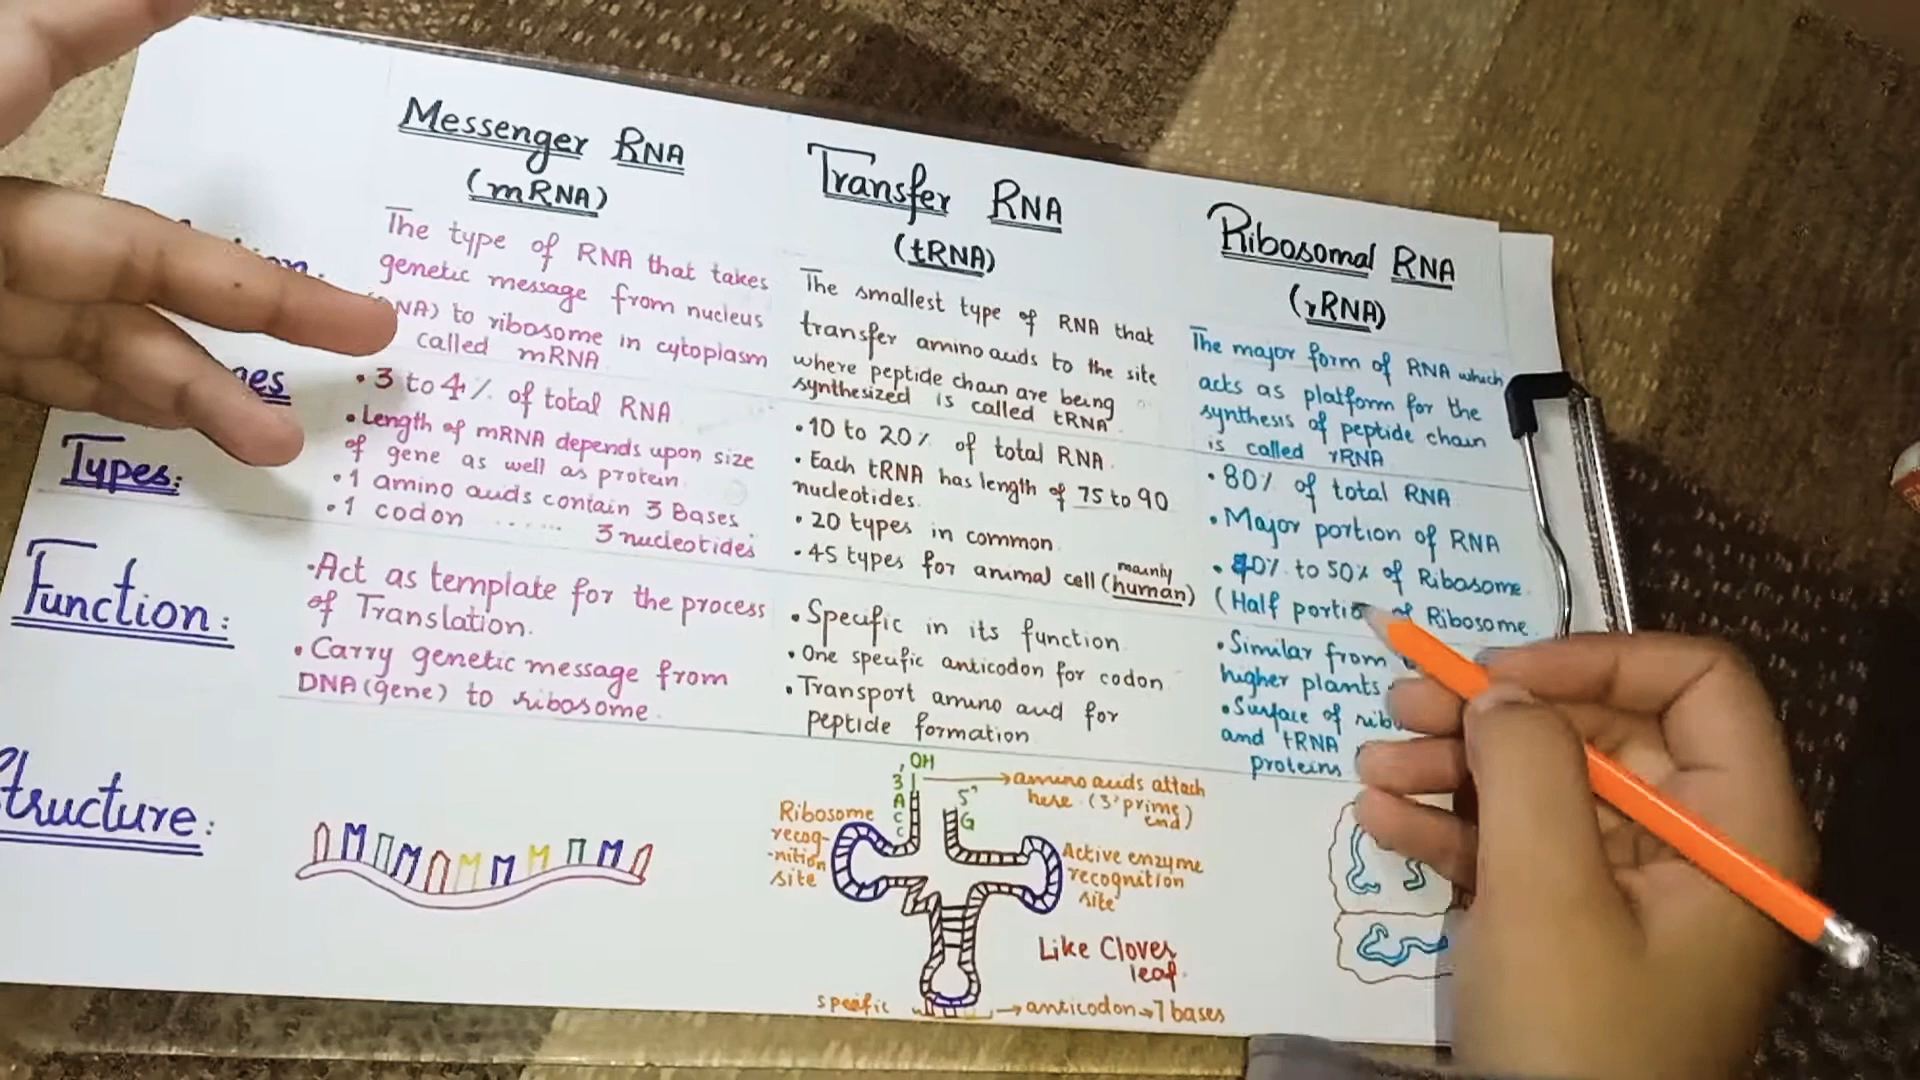 Messenger RNA
(mRNA)
The type of RNA that takes
genetic message from nucleus
to ribosome in cytoplasm
called mRNA
• 3 to 4% of total RNA
• Length of mRNA depends upon size
of gene as well as protein.
• 1 amino acids contain 3 Bases
• 1 codon ...... 3 nucleotides
• Act as template for the process
of Translation.
• Carry genetic message from
DNA (gene) to ribosome.
Transfer RNA
(tRNA)
The smallest type of RNA that
transfer amino acids to the site
where peptide chain are being
synthesized is called tRNA.
• 10 to 20% of total RNA.
• Each tRNA has length of 75 to 90
nucleotides.
• 20 types in common.
• 45 types for animal cell (mainly human)
• Specific in its function
• One specific anticodon for codon
• Transport amino acid for
peptide formation
Ribosomal RNA
(rRNA)
The major form of RNA which
acts as platform for the
synthesis of peptide chain
is called rRNA
• 80% of total RNA
• Major portion of RNA
• 40% to 50% of Ribosome
(Half portion of Ribosome
• Similar from
higher plants
• Surface of
and tRNA
proteins
Types:
Function:
Structure:
OH
3'
A
C
C
5'
G
amino acids attach
here (3' prime
end)
Ribosome
recog-
-nition
site
Active enzyme
recognition
site
Like Clover
leaf.
specific
anticodon → 7 bases